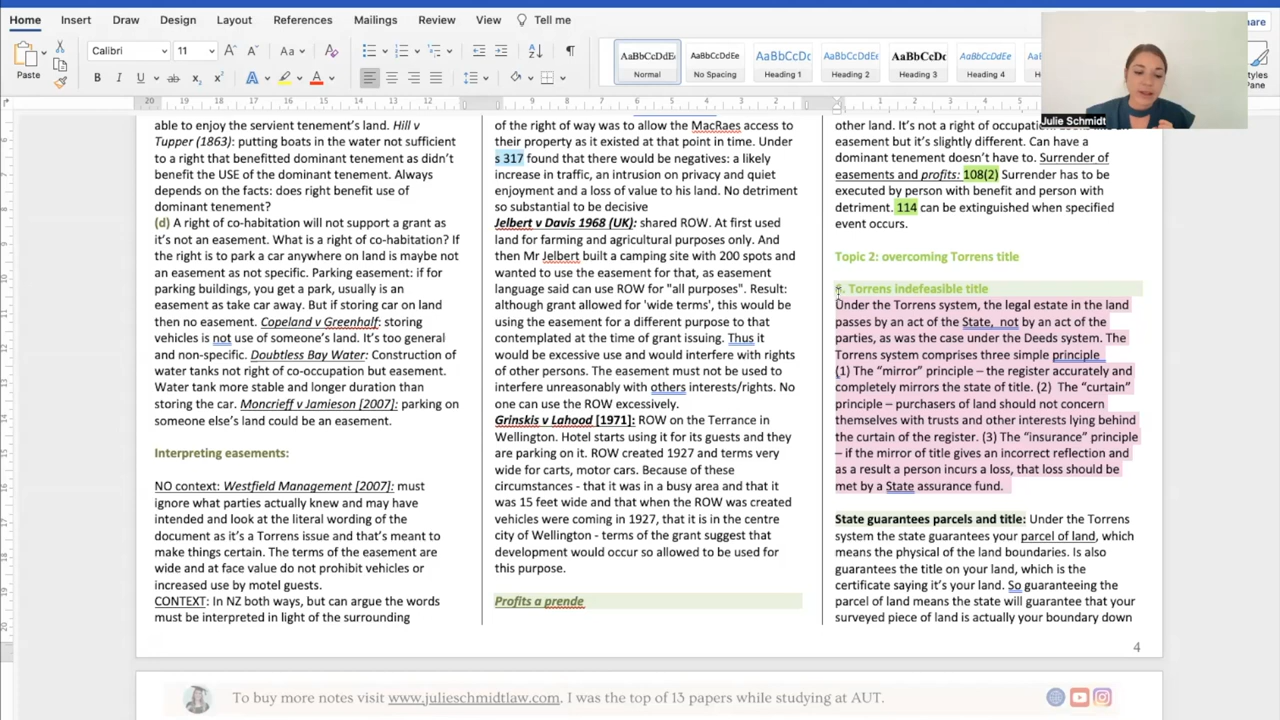 Home Insert Draw Design Layout References Mailings Review View Tell me
Calibri 11
Paste
AaBbCcDdEe AaBbCcDdEe AaBbCcDd AaBbCcDdEe AaBbCcDc AaBbCcDdEe
Normal No Spacing Heading 1 Heading 2 Heading 3 Heading 4
Styles
Pane
Julie Schmidt
20 19 18 17 16 15 14 13 12 9 8 7 6 5 4 3 2 1 1 2 3 4 5
able to enjoy the servient tenement's land. Hill v
Tupper (1863): putting boats in the water not sufficient
to a right that benefitted dominant tenement as didn't
benefit the USE of the dominant tenement. Always
depends on the facts: does right benefit use of
dominant tenement?
(d) A right of co-habitation will not support a grant as
it's not an easement. What is a right of co-habitation? If
the right is to park a car anywhere on land is maybe not
an easement as not specific. Parking easement: if for
parking buildings, you get a park, usually is an
easement as take car away. But if storing car on land
then no easement. Copeland v Greenhalf: storing
vehicles is not use of someone's land. It's too general
and non-specific. Doubtless Bay Water: Construction of
water tanks not right of co-occupation but easement.
Water tank more stable and longer duration than
storing the car. Moncrieff v Jamieson [2007]: parking on
someone else's land could be an easement.
Interpreting easements:
NO context: Westfield Management [2007]: must
ignore what parties actually knew and may have
intended and look at the literal wording of the
document as it's a Torrens issue and that's meant to
make things certain. The terms of the easement are
wide and at face value do not prohibit vehicles or
increased use by motel guests.
CONTEXT: In NZ both ways, but can argue the words
must be interpreted in light of the surrounding
of the right of way was to allow the MacRaes access to
their property as it existed at that point in time. Under
s 317 found that there would be negatives: a likely
increase in traffic, an intrusion on privacy and quiet
enjoyment and a loss of value to his land. No detriment
so substantial to be decisive
Jelbert v Davis 1968 (UK): shared ROW. At first used
land for farming and agricultural purposes only. And
then Mr Jelbert built a camping site with 200 spots and
wanted to use the easement for that, as easement
language said can use ROW for "all purposes". Result:
although grant allowed for 'wide terms', this would be
using the easement for a different purpose to that
contemplated at the time of grant issuing. Thus it
would be excessive use and would interfere with rights
of other persons. The easement must not be used to
interfere unreasonably with others interests/rights. No
one can use the ROW excessively.
Grinskis v Lahood [1971]: ROW on the Terrance in
Wellington. Hotel starts using it for its guests and they
are parking on it. ROW created 1927 and terms very
wide for carts, motor cars. Because of these
circumstances - that it was in a busy area and that it
was 15 feet wide and that when the ROW was created
vehicles were coming in 1927, that it is in the centre
city of Wellington - terms of the grant suggest that
development would occur so allowed to be used for
this purpose.
Profits a prende
other land. It's not a right of occupation.
easement but it's slightly different. Can have a
dominant tenement doesn't have to. Surrender of
easements and profits: 108(2) Surrender has to be
executed by person with benefit and person with
detriment. 114 can be extinguished when specified
event occurs.
Topic 2: overcoming Torrens title
Torrens indefeasible title
Under the Torrens system, the legal estate in the land
passes by an act of the State, not by an act of the
parties, as was the case under the Deeds system. The
Torrens system comprises three simple principle
(1) The “mirror” principle – the register accurately and
completely mirrors the state of title. (2) The “curtain”
principle – purchasers of land should not concern
themselves with trusts and other interests lying behind
the curtain of the register. (3) The “insurance” principle
– if the mirror of title gives an incorrect reflection and
as a result a person incurs a loss, that loss should be
met by a State assurance fund.
State guarantees parcels and title: Under the Torrens
system the state guarantees your parcel of land, which
means the physical of the land boundaries. Is also
guarantees the title on your land, which is the
certificate saying it's your land. So guaranteeing the
parcel of land means the state will guarantee that your
surveyed piece of land is actually your boundary down
4
To buy more notes visit www.julieschmidtlaw.com. I was the top of 13 papers while studying at AUT.